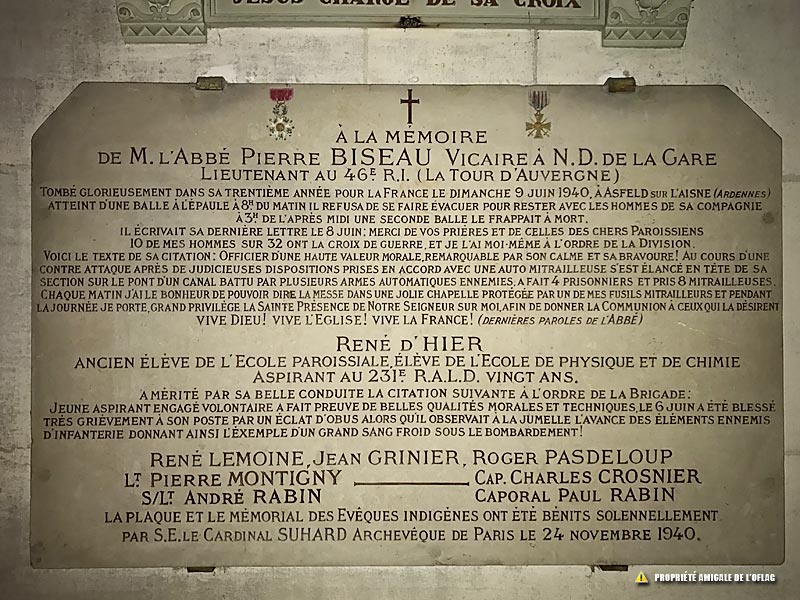 JESUS CHARGÉ DE SA CROIX
À LA MÉMOIRE
DE M. L'ABBÉ PIERRE BISEAU VICAIRE À N.D. DE LA GARE
LIEUTENANT AU 46E R.I. (LA TOUR D'AUVERGNE)
TOMBÉ GLORIEUSEMENT DANS SA TRENTIÈME ANNÉE POUR LA FRANCE LE DIMANCHE 9 JUIN 1940, À ASFELD SUR L'AISNE (ARDENNES)
ATTEINT D'UNE BALLE À L'ÉPAULE À 8H DU MATIN IL REFUSA DE SE FAIRE ÉVACUER POUR RESTER AVEC LES HOMMES DE SA COMPAGNIE
À 3H DE L'APRÈS MIDI UNE SECONDE BALLE LE FRAPPAIT À MORT.
IL ÉCRIVAIT SA DERNIÈRE LETTRE LE 8 JUIN: MERCI DE VOS PRIÈRES ET DE CELLES DES CHERS PAROISSIENS
10 DE MES HOMMES SUR 32 ONT LA CROIX DE GUERRE, ET JE L'AI MOI-MÊME À L'ORDRE DE LA DIVISION.
VOICI LE TEXTE DE SA CITATION: OFFICIER D'UNE HAUTE VALEUR MORALE, REMARQUABLE PAR SON CALME ET SA BRAVOURE! AU COURS D'UNE
CONTRE ATTAQUE APRÈS DE JUDICIEUSES DISPOSITIONS PRISES EN ACCORD AVEC UNE AUTO MITRAILLEUSE S'EST ÉLANCÉ EN TÊTE DE SA
SECTION SUR LE PONT D'UN CANAL BATTU PAR PLUSIEURS ARMES AUTOMATIQUES ENNEMIES, A FAIT 4 PRISONNIERS ET PRIS 8 MITRAILLEUSES.
CHAQUE MATIN J'AI LE BONHEUR DE POUVOIR DIRE LA MESSE DANS UNE JOLIE CHAPELLE PROTÉGÉE PAR UN DE MES FUSILS MITRAILLEURS ET PENDANT
LA JOURNÉE JE PORTE, GRAND PRIVILÈGE LA SAINTE PRÉSENCE DE NOTRE SEIGNEUR SUR MOI, AFIN DE DONNER LA COMMUNION À CEUX QUI LA DÉSIRENT
VIVE DIEU! VIVE L'EGLISE! VIVE LA FRANCE! (DERNIÈRES PAROLES DE L'ABBÉ)
RENÉ D'HIER
ANCIEN ÉLÈVE DE L'ECOLE PAROISSIALE, ÉLÈVE DE L'ECOLE DE PHYSIQUE ET DE CHIMIE
ASPIRANT AU 231E R.A.L.D. VINGT ANS.
A MÉRITÉ PAR SA BELLE CONDUITE LA CITATION SUIVANTE À L'ORDRE DE LA BRIGADE:
JEUNE ASPIRANT ENGAGÉ VOLONTAIRE A FAIT PREUVE DE BELLES QUALITÉS MORALES ET TECHNIQUES, LE 6 JUIN A ÉTÉ BLESSÉ
TRÈS GRIÈVEMENT À SON POSTE PAR UN ÉCLAT D'OBUS ALORS QU'IL OBSERVAIT À LA JUMELLE L'AVANCE DES ÉLÉMENTS ENNEMIS
D'INFANTERIE DONNANT AINSI L'ÉXEMPLE D'UN GRAND SANG FROID SOUS LE BOMBARDEMENT!
RENÉ LEMOINE, JEAN GRINIER, ROGER PASDELOUP
LT PIERRE MONTIGNY — CAP. CHARLES CROSNIER
S/LT ANDRÉ RABIN CAPORAL PAUL RABIN
LA PLAQUE ET LE MÉMORIAL DES EVÊQUES INDIGÈNES ONT ÉTÉ BÉNITS SOLENNELLEMENT
PAR S.E. LE CARDINAL SUHARD ARCHEVÊQUE DE PARIS LE 24 NOVEMBRE 1940.
PROPRIÉTÉ AMICALE DE L'OFLAG